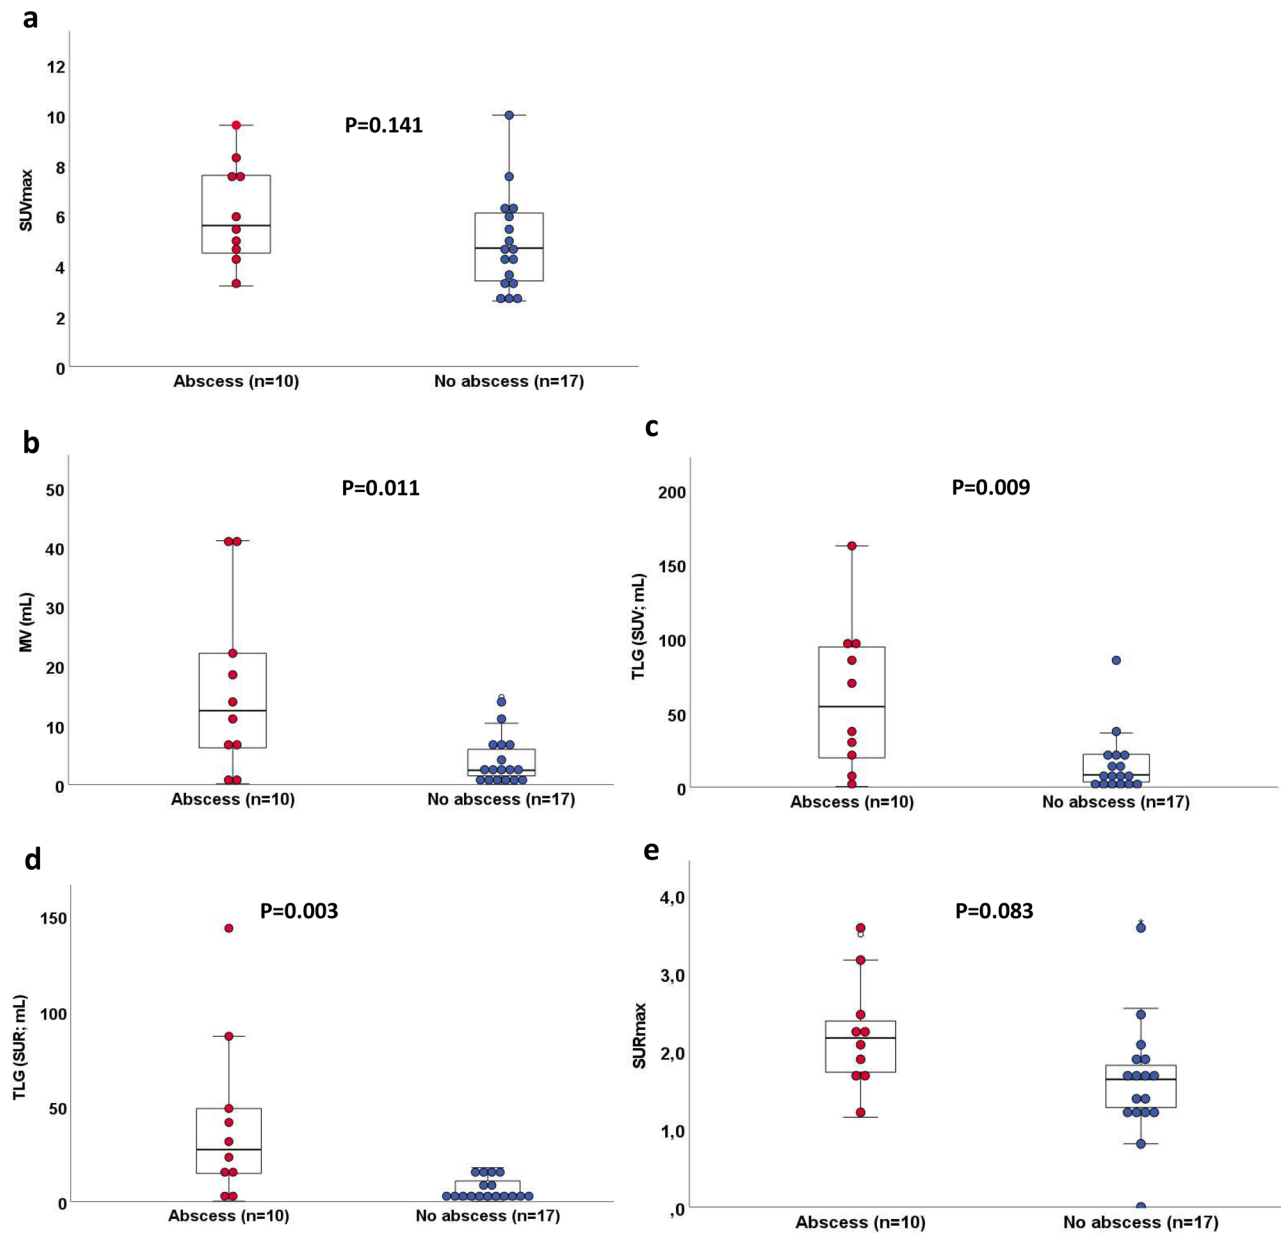 a
12
10
8
6
4
2
0
SUVmax
P=0.141
Abscess (n=10) No abscess (n=17)
b
50
40
30
20
10
0
MV (mL)
P=0.011
Abscess (n=10) No abscess (n=17)
c
200
150
100
50
0
TLG (SUV; mL)
P=0.009
Abscess (n=10) No abscess (n=17)
d
150
100
50
0
TLG (SUR; mL)
P=0.003
Abscess (n=10) No abscess (n=17)
e
4,0
3,0
2,0
1,0
,0
SURmax
P=0.083
Abscess (n=10) No abscess (n=17)